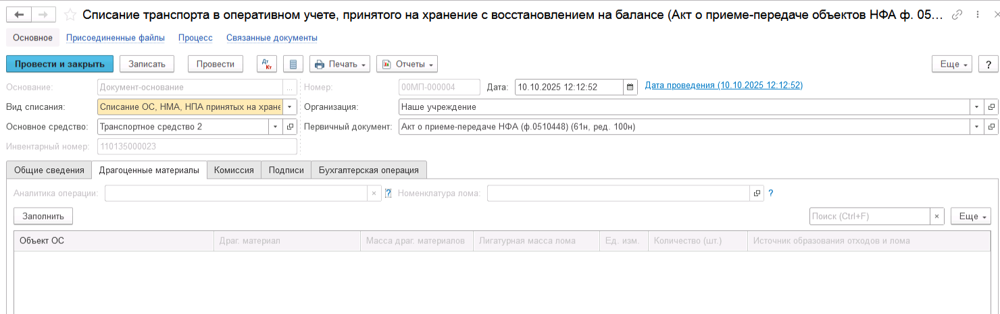 Списание транспорта в оперативном учете, принятого на хранение с восстановлением на балансе (Акт о приеме-передаче объектов НФА ф. 05...
Основное Присоединенные файлы Процесс Связанные документы
Провести и закрыть Записать Провести Дт Кт Печать Отчеты Еще ?
Основание: Документ-основание ... Номер: 00МП-000004 Дата: 10.10.2025 12:12:52 Дата проведения (10.10.2025 12:12:52)
Вид списания: Списание ОС, НМА, НПА принятых на хране Организация: Наше учреждение
Основное средство: Транспортное средство 2 Первичный документ: Акт о приеме-передаче НФА (ф.0510448) (61н, ред. 100н)
Инвентарный номер: 110135000023
Общие сведения Драгоценные материалы Комиссия Подписи Бухгалтерская операция
Аналитика операции: × ? Номенклатура лома: ?
Заполнить Поиск (Ctrl+F) × Еще
Объект ОС Драг. материал Масса драг. материалов Лигатурная масса лома Ед. изм. Количество (шт.) Источник образования отходов и лома